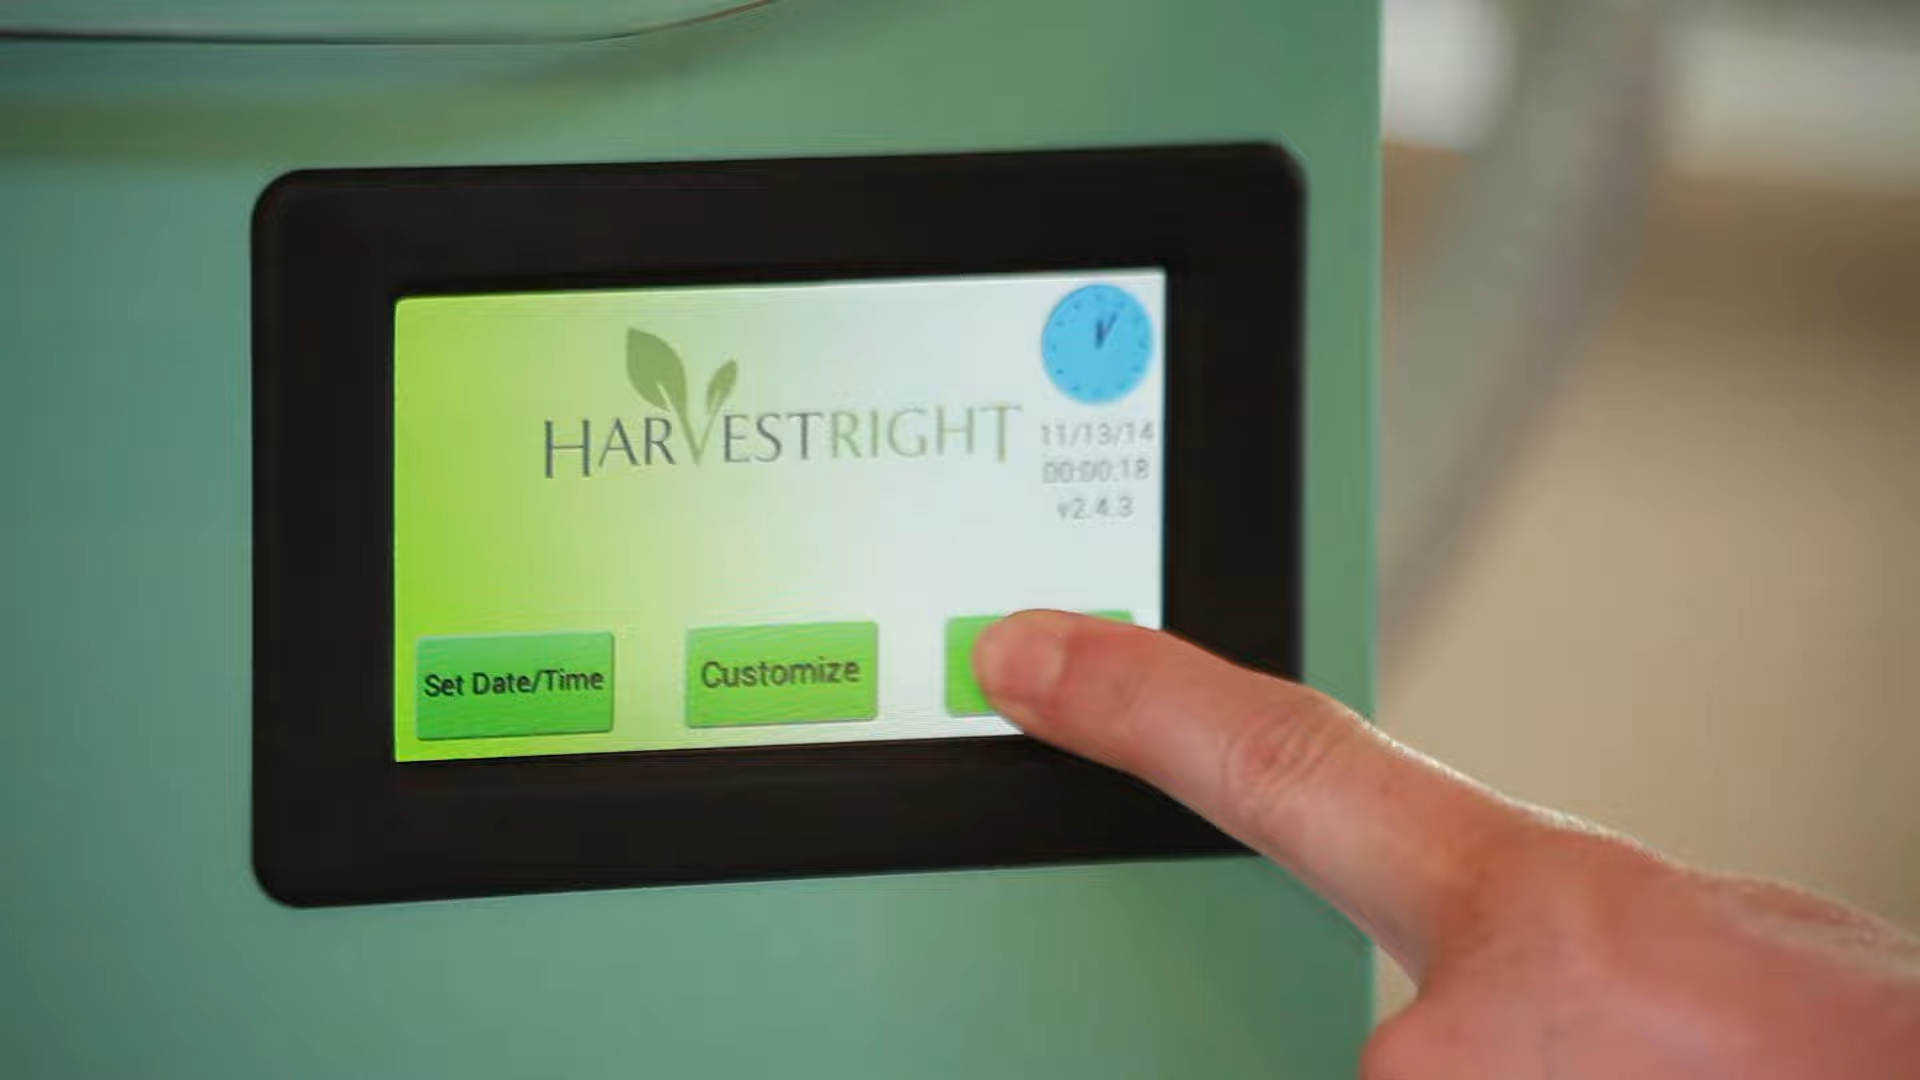 HARVESTRIGHT
11/13/14
00:00:18
v2.4.3
Set Date/Time
Customize